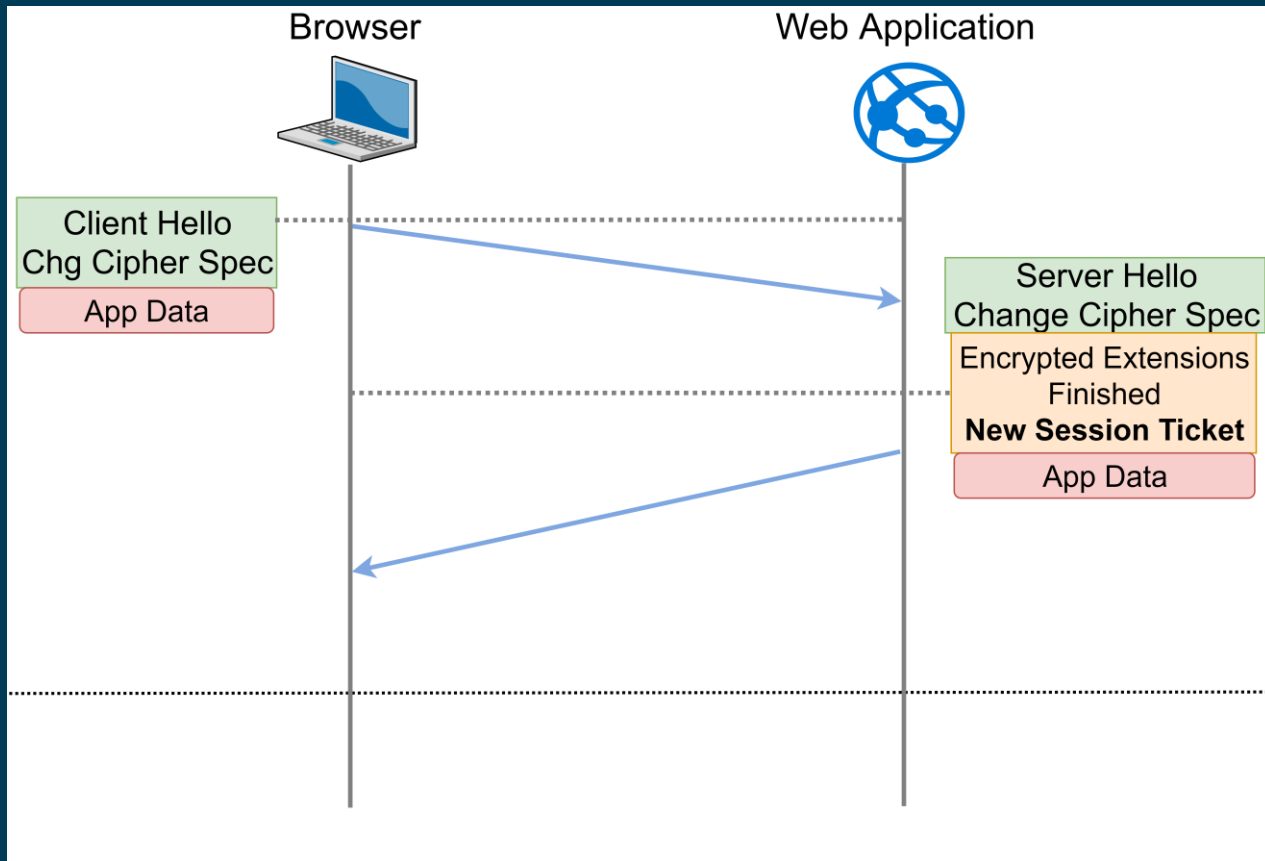 Browser
Web Application
Client Hello
Chg Cipher Spec
App Data
Server Hello
Change Cipher Spec
Encrypted Extensions
Finished
New Session Ticket
App Data